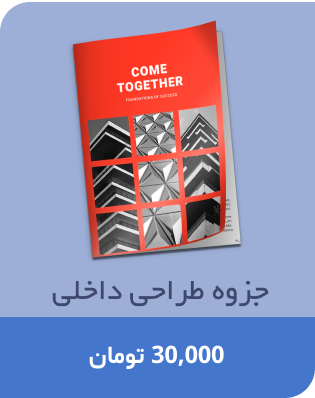 COME
TOGETHER
FOUNDATIONS OF SUCCESS
جزوه طراحی داخلی
30,000 تومان